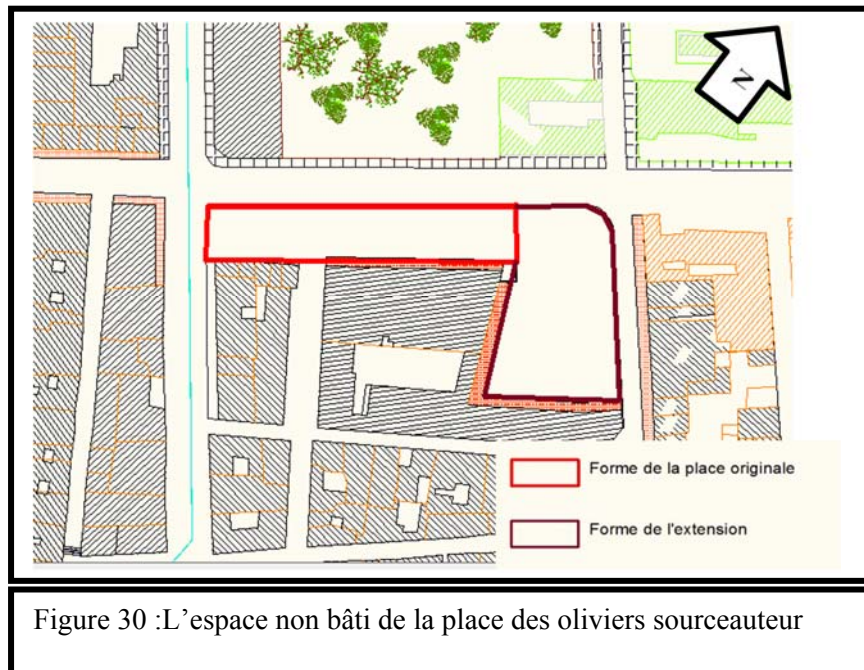 N
Forme de la place originale
Forme de l'extension
Figure 30 :L’espace non bâti de la place des oliviers sourceauteur